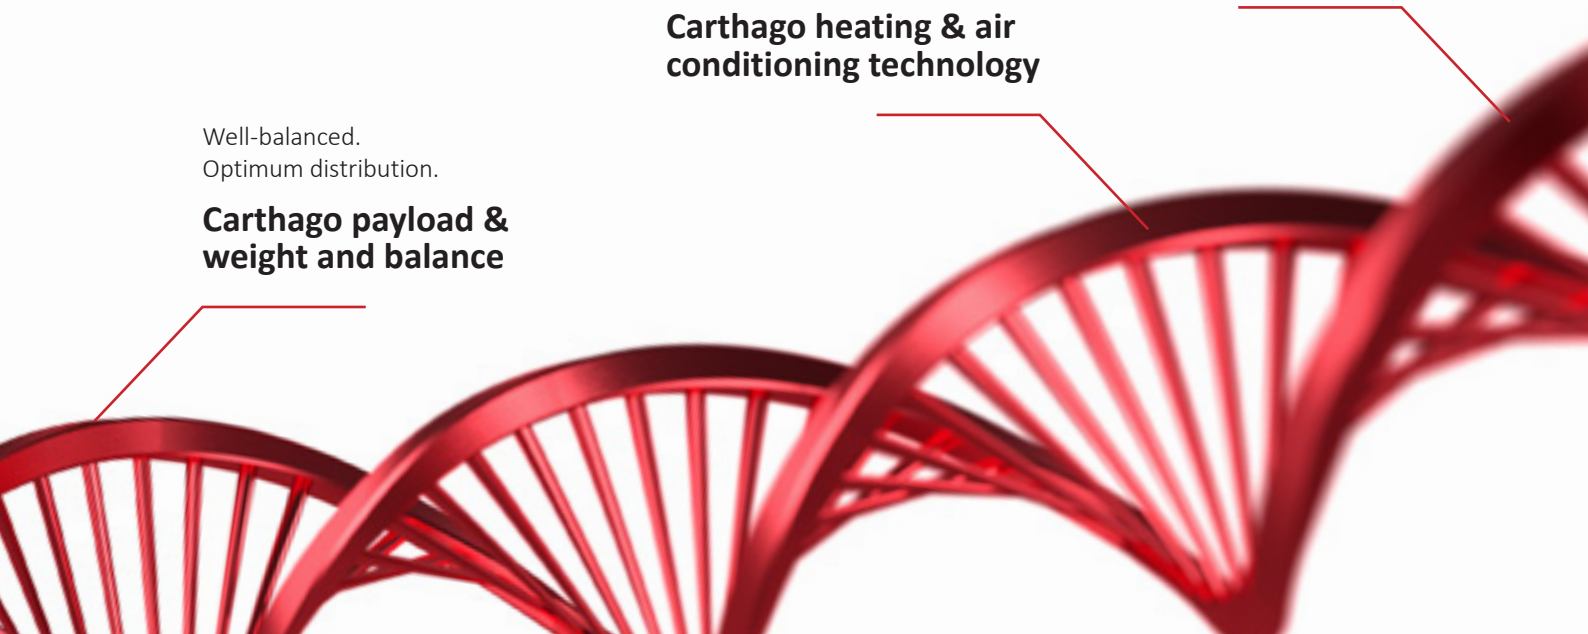 Carthago heating & air
conditioning technology
Well-balanced.
Optimum distribution.
Carthago payload &
weight and balance